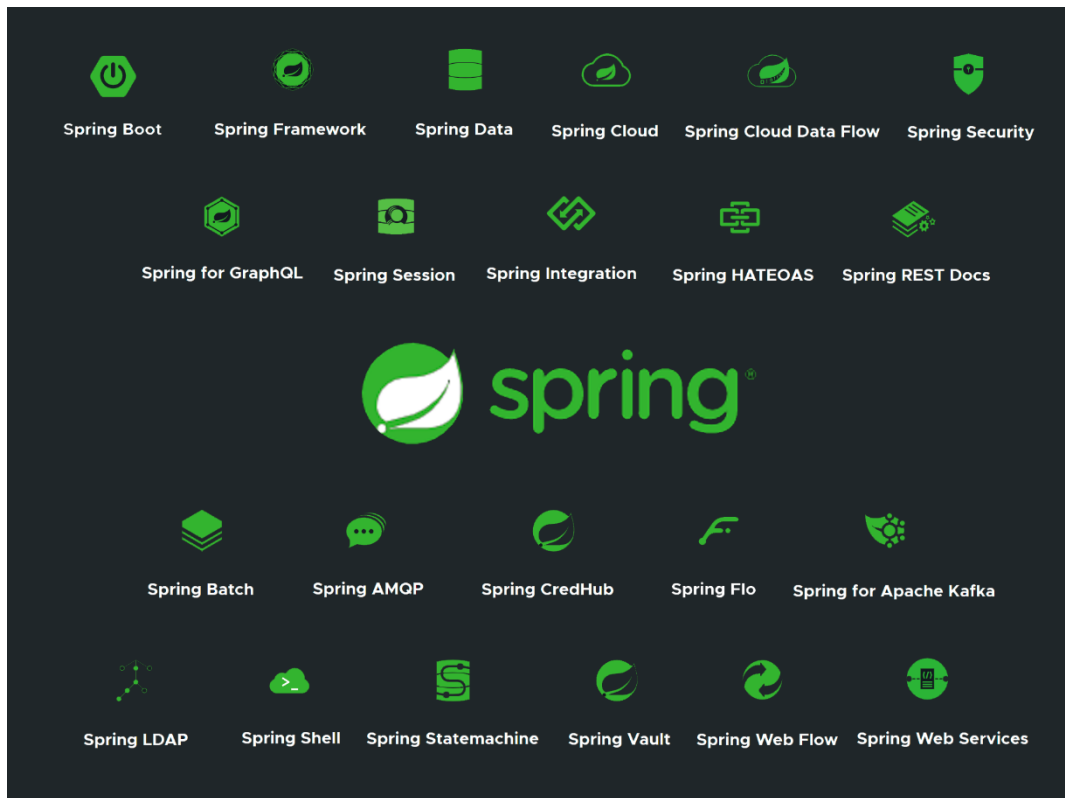 Spring Boot
Spring Framework
Spring Data
Spring Cloud
Spring Cloud Data Flow
Spring Security
Spring for GraphQL
Spring Session
Spring Integration
Spring HATEOAS
Spring REST Docs
spring®
Spring Batch
Spring AMQP
Spring CredHub
Spring Flo
Spring for Apache Kafka
>_
Spring LDAP
Spring Shell
Spring Statemachine
Spring Vault
Spring Web Flow
Spring Web Services